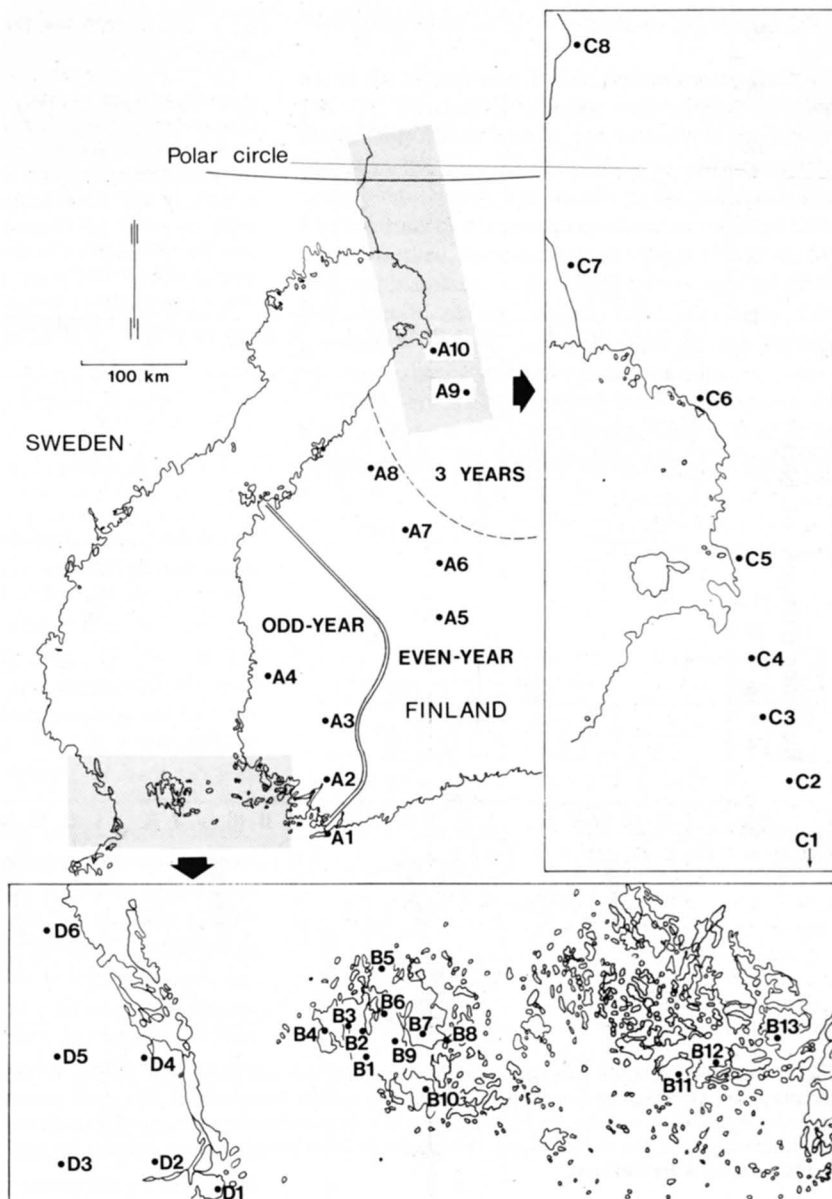 Polar circle
100 km
SWEDEN
A10
A9
3 YEARS
A8
A7
A6
ODD-YEAR
A5
EVEN-YEAR
A4
FINLAND
A3
A2
A1
C8
C7
C6
C5
C4
C3
C2
C1
D6
D5
D4
D3
D2
D1
B5
B6
B3
B4
B2
B7
B8
B9
B1
B10
B13
B12
B11